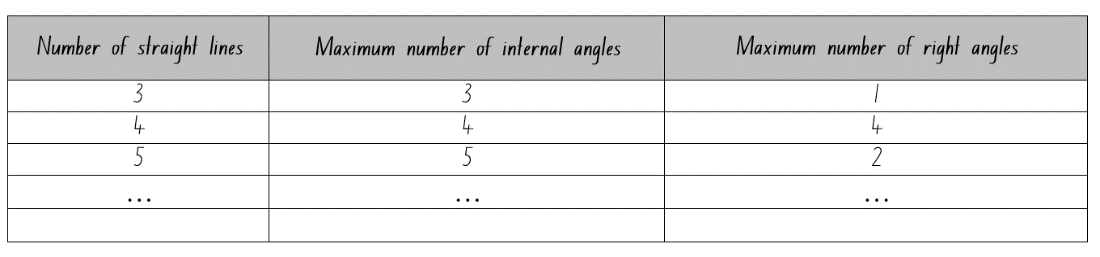 Number of straight lines Maximum number of internal angles Maximum number of right angles
3 3 1
4 4 4
5 5 2
... ... ...